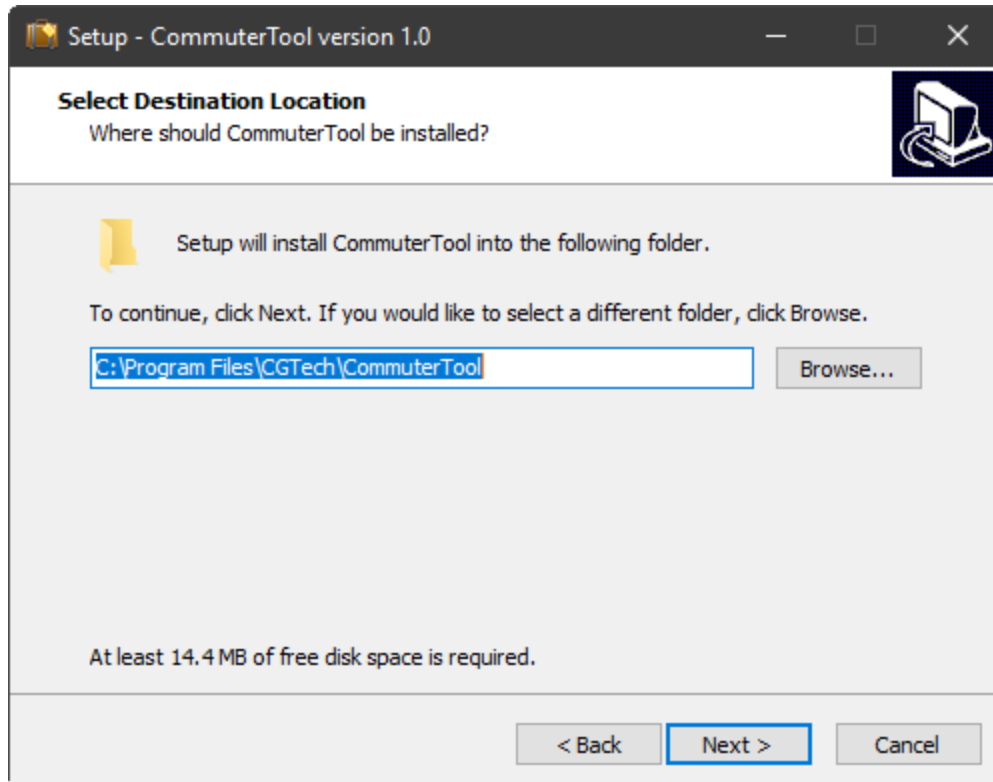 Setup - CommuterTool version 1.0
Select Destination Location
Where should CommuterTool be installed?
Setup will install CommuterTool into the following folder.
To continue, click Next. If you would like to select a different folder, click Browse.
C:\Program Files\CGTech\CommuterTool
Browse...
At least 14.4 MB of free disk space is required.
< Back
Next >
Cancel